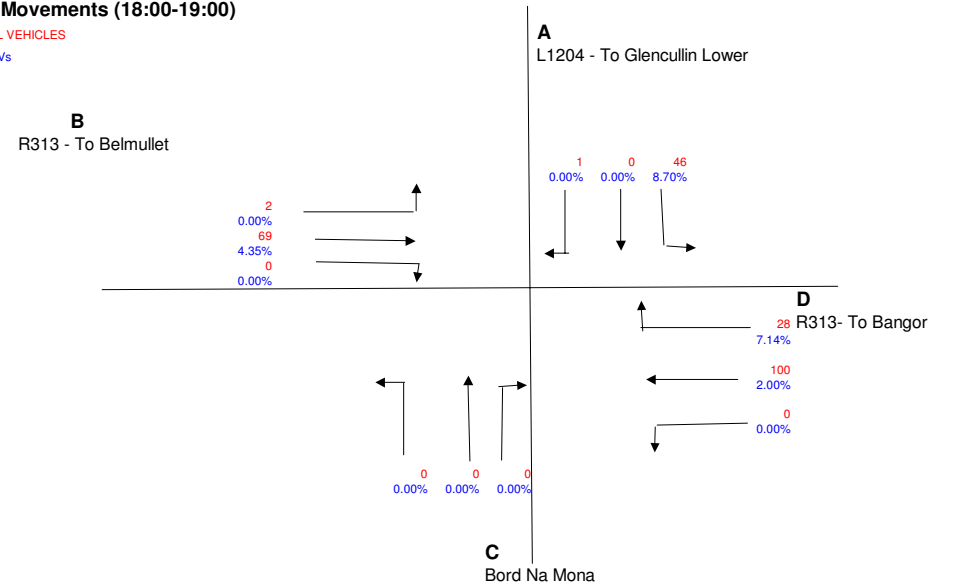 Movements (18:00-19:00)
L VEHICLES
Vs
A
L1204 - To Glencullin Lower
B
R313 - To Belmullet
1 0 46
0.00% 0.00% 8.70%
2
0.00%
69
4.35%
0
0.00%
D
R313- To Bangor
28
7.14%
100
2.00%
0
0.00%
0 0 0
0.00% 0.00% 0.00%
C
Bord Na Mona